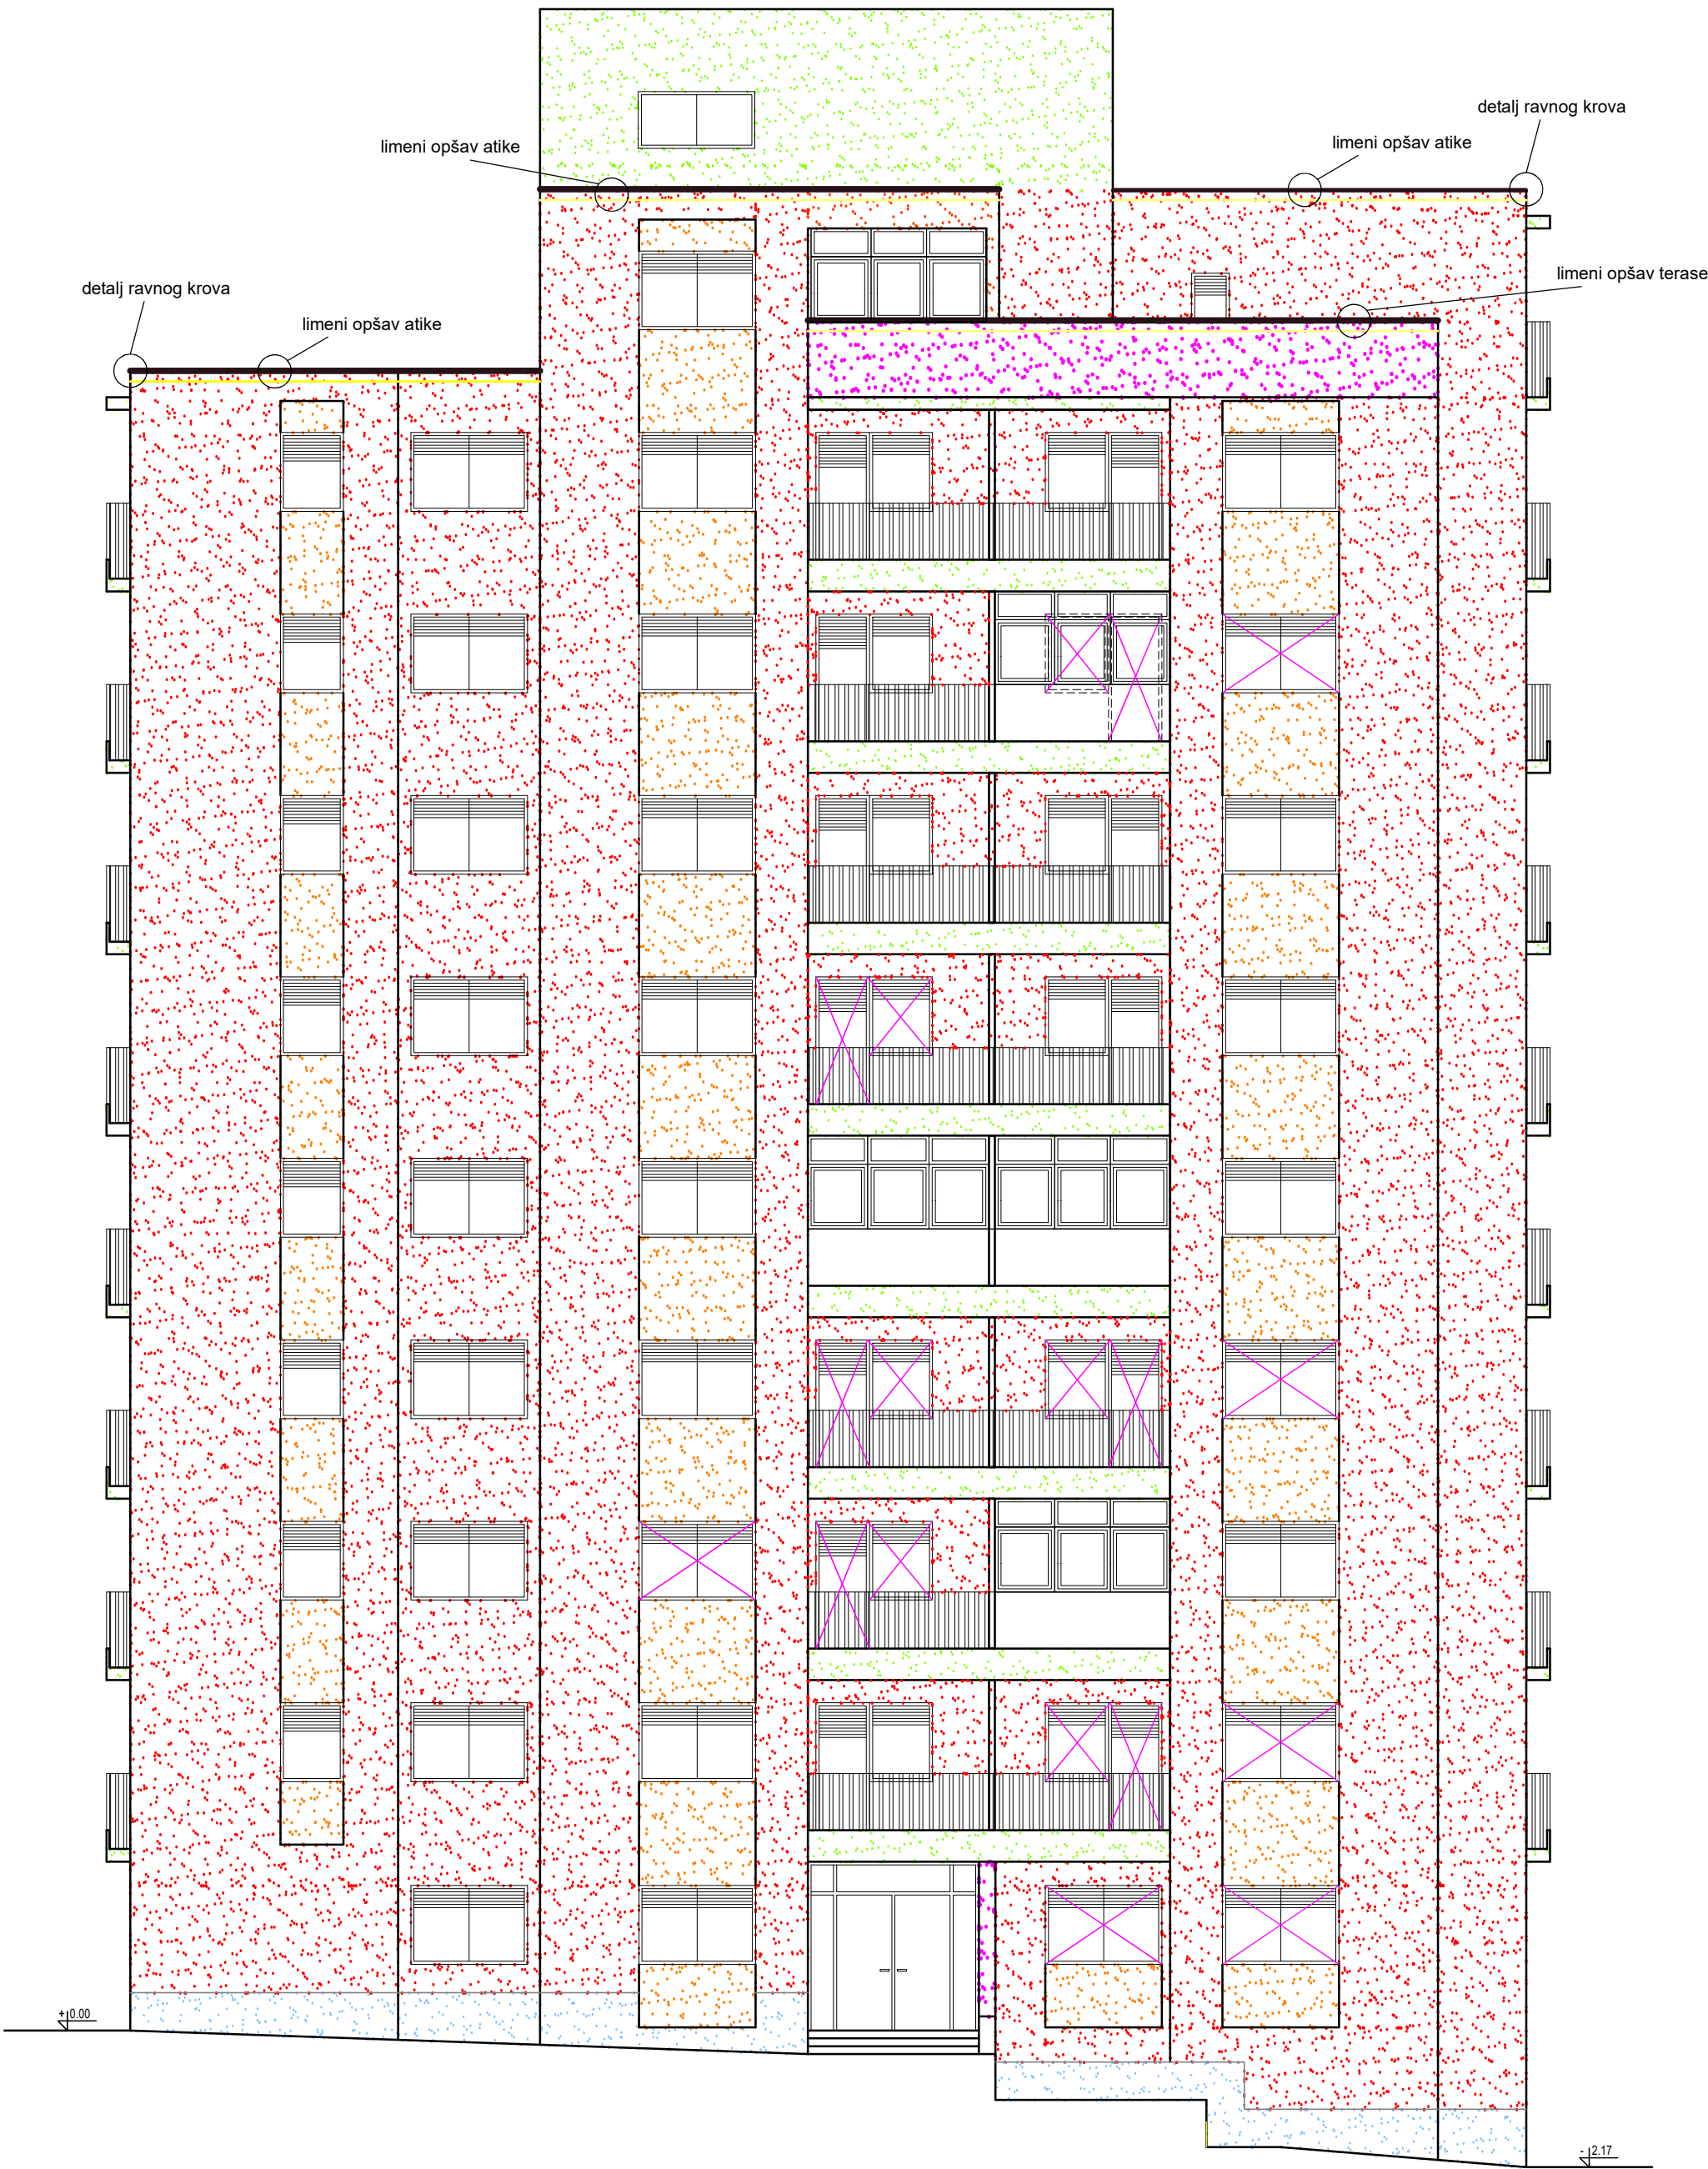 detalj ravnog krova
limeni opšav atike
limeni opšav atike
limeni opšav terase
detalj ravnog krova
limeni opšav atike
+0.00
- 2.17